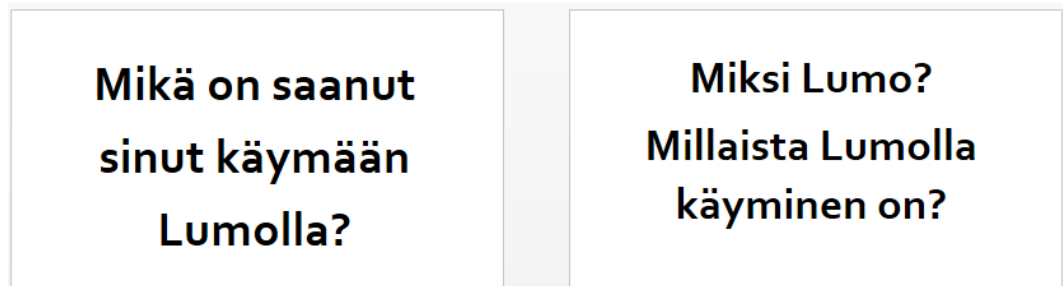 Mikä on saanut
sinut käymään
Lumolla?
Miksi Lumo?
Millaista Lumolla
käyminen on?